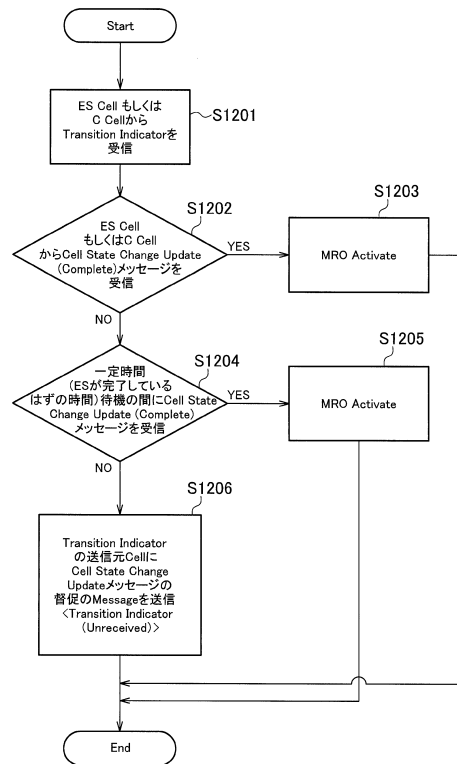 Start
ES Cell もしくは
C Cellから
Transition Indicatorを
受信
S1201
ES Cell
もしくはC Cell
からCell State Change Update
(Complete)メッセージを
受信
S1202
YES
NO
S1203
MRO Activate
一定時間
(ESが完了している
はずの時間)待機の間にCell State
Change Update (Complete)
メッセージを受信
S1204
YES
NO
S1205
MRO Activate
S1206
Transition Indicator
の送信元Cellに
Cell State Change
Updateメッセージの
督促のMessageを送信
<Transition Indicator
(Unreceived)>
End